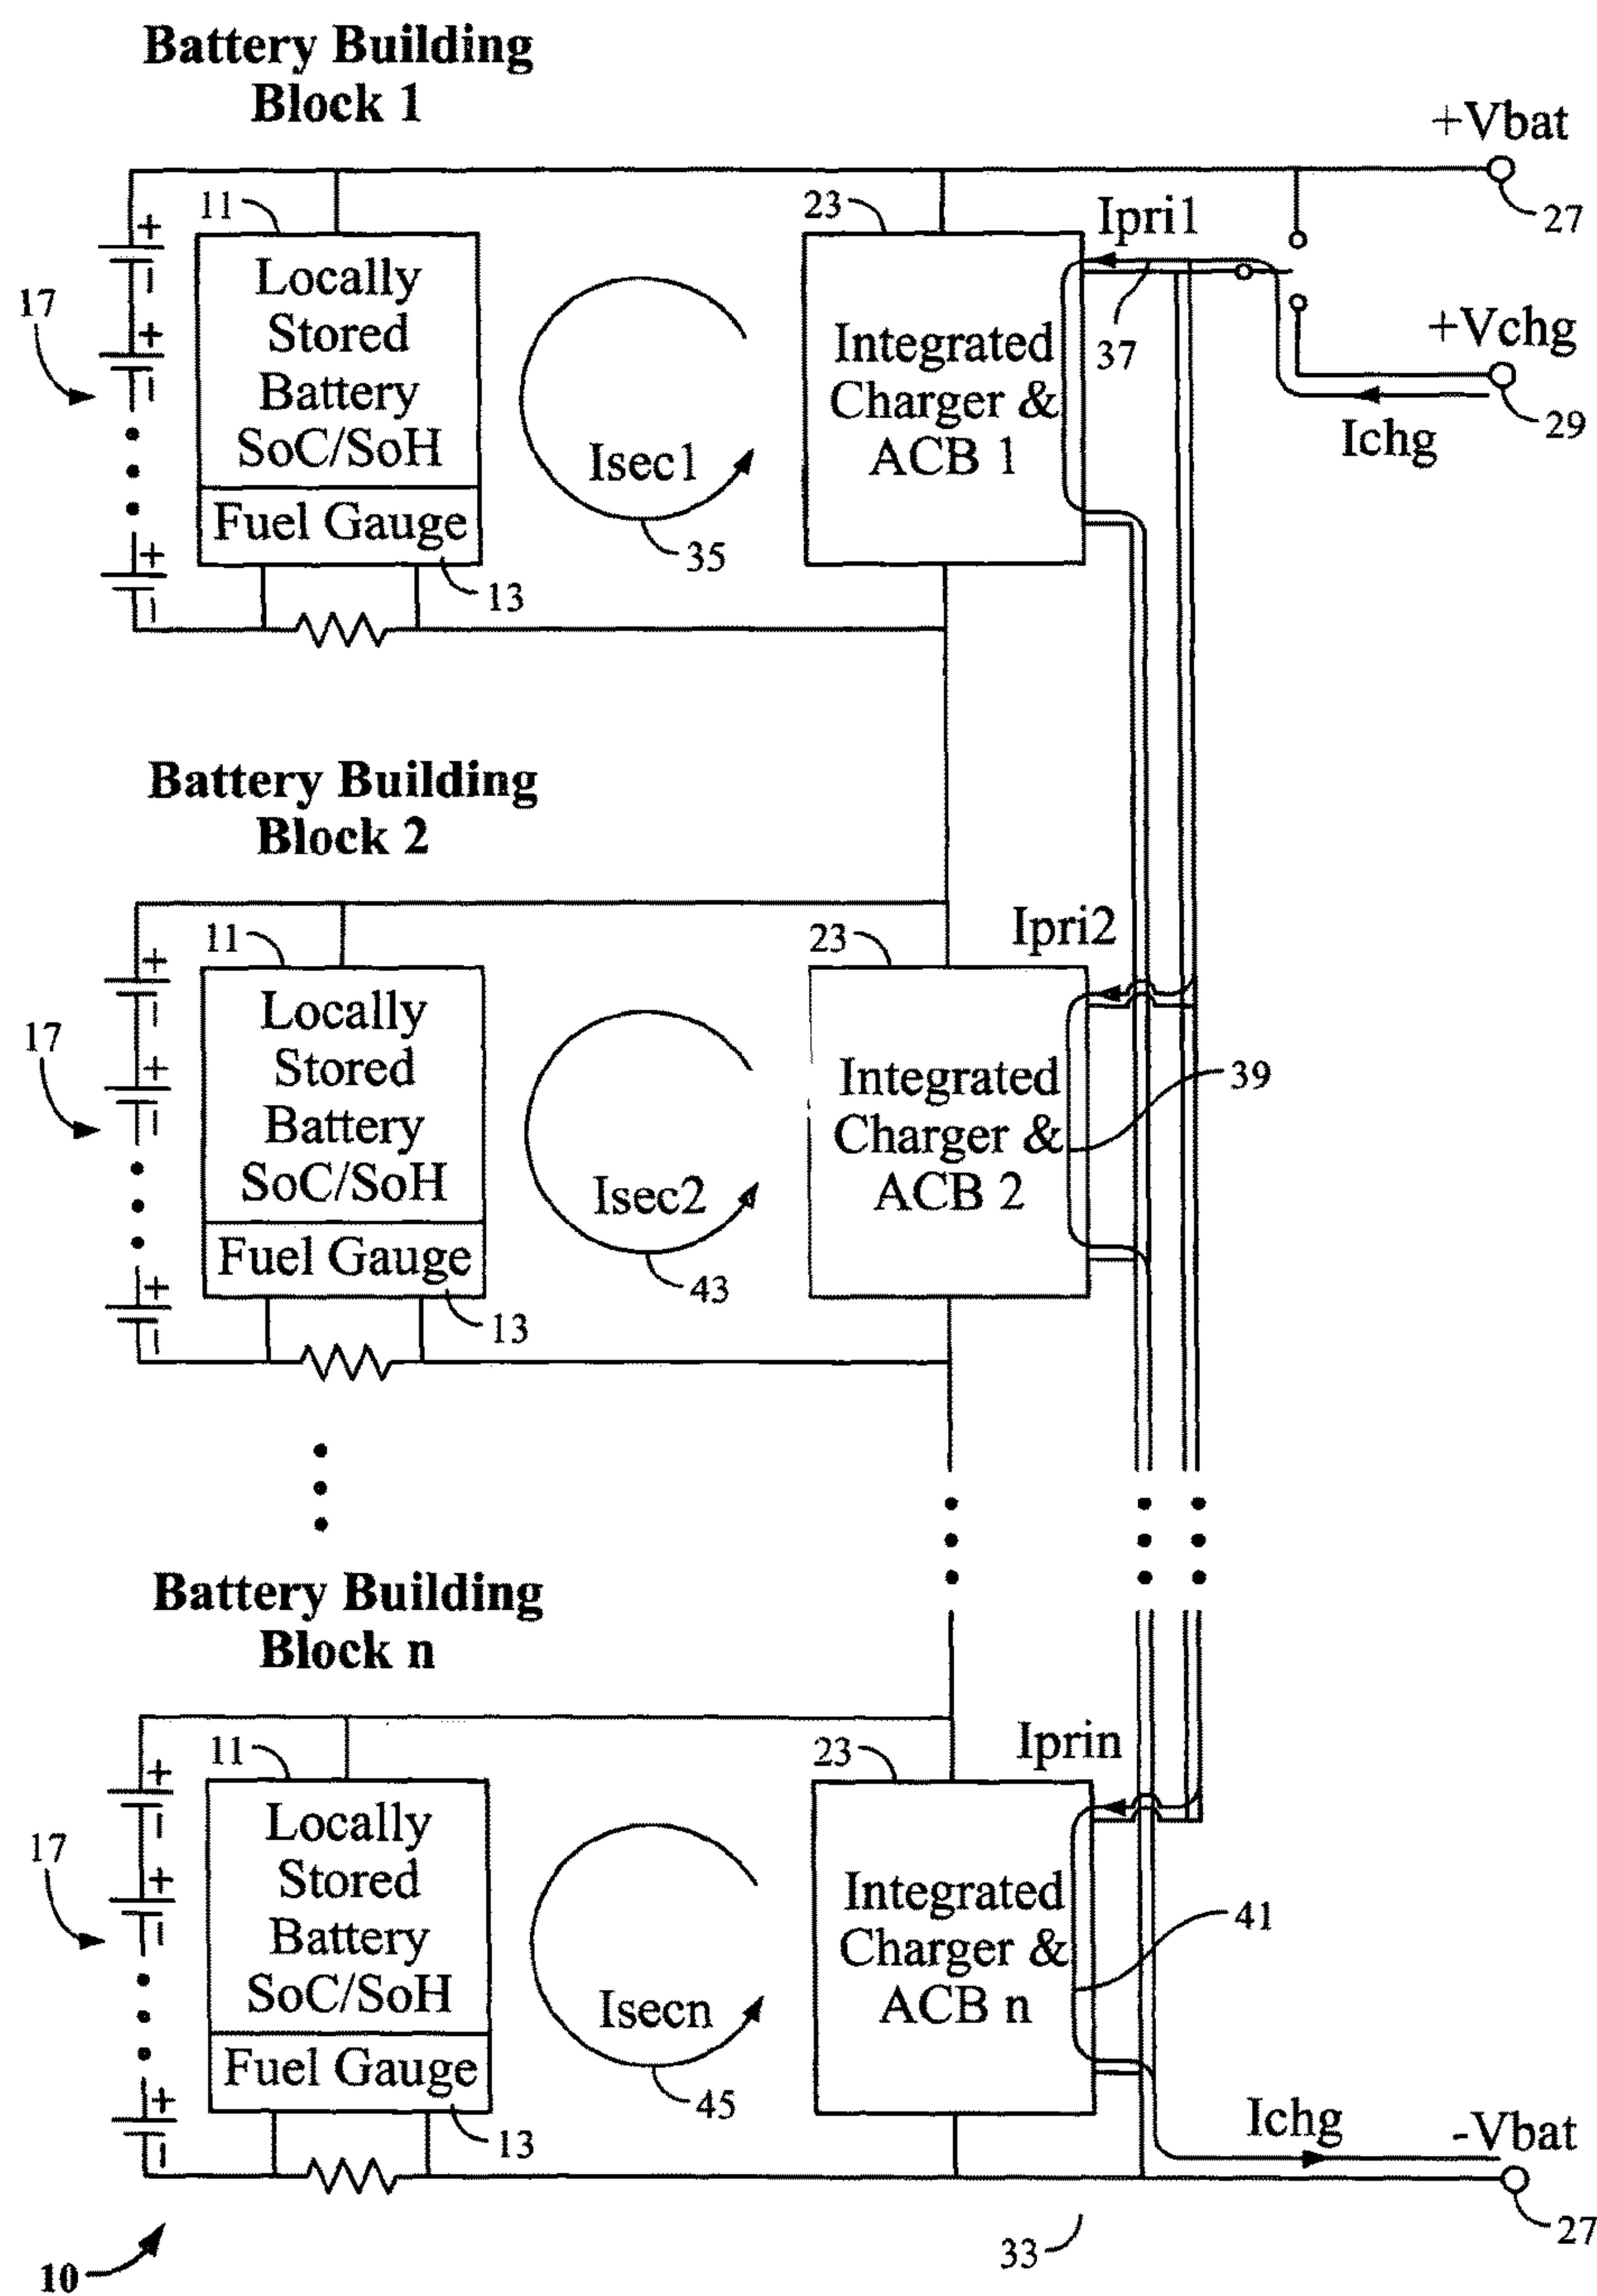 Battery Building
Block 1
+Vbat
27
11
23
Ipri1
17
Locally
Stored
Battery
SoC/SoH
Fuel Gauge
13
Isec1
35
Integrated
Charger &
ACB 1
37
+Vchg
29
Ichg
Battery Building
Block 2
11
23
Ipri2
17
Locally
Stored
Battery
SoC/SoH
Fuel Gauge
13
Isec2
43
Integrated
Charger &
ACB 2
39
Battery Building
Block n
11
23
Iprin
17
Locally
Stored
Battery
SoC/SoH
Fuel Gauge
13
Isecn
45
Integrated
Charger &
ACB n
41
Ichg
-Vbat
27
33
10